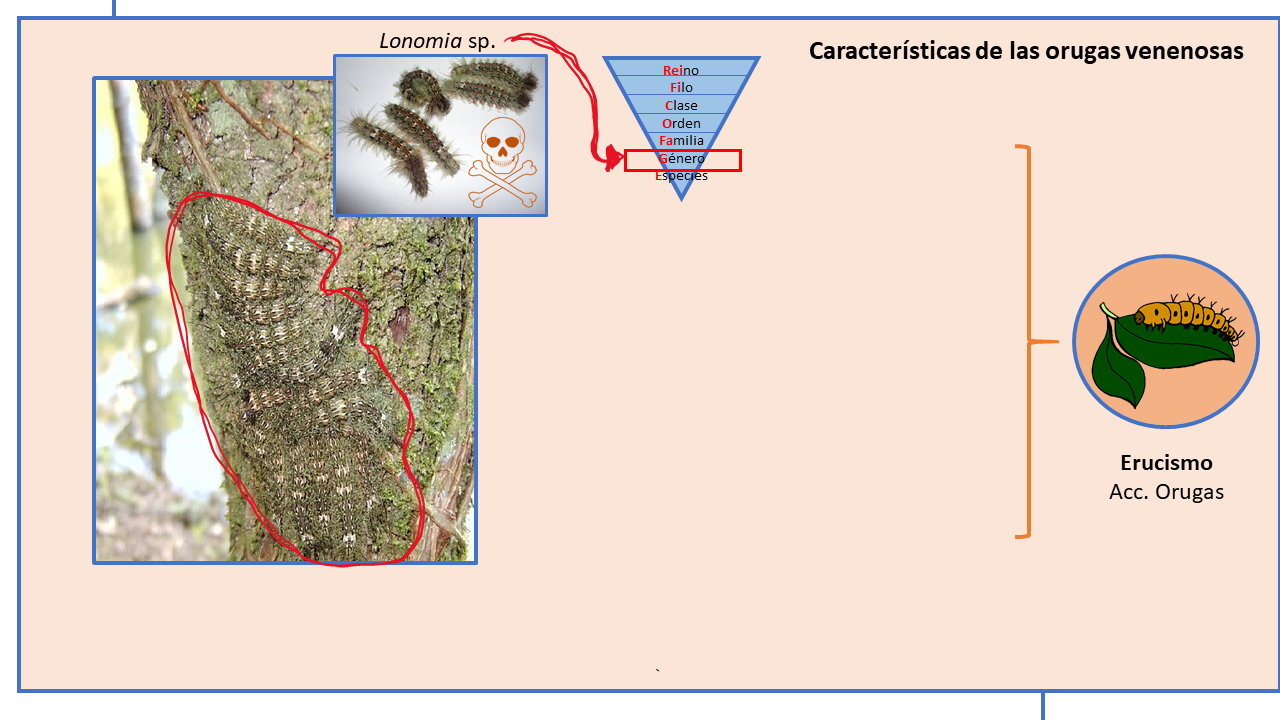 Lonomia sp.
Características de las orugas venenosas
Reino
Filo
Clase
Orden
Familia
Género
Especies
Erucismo
Acc. Orugas
`